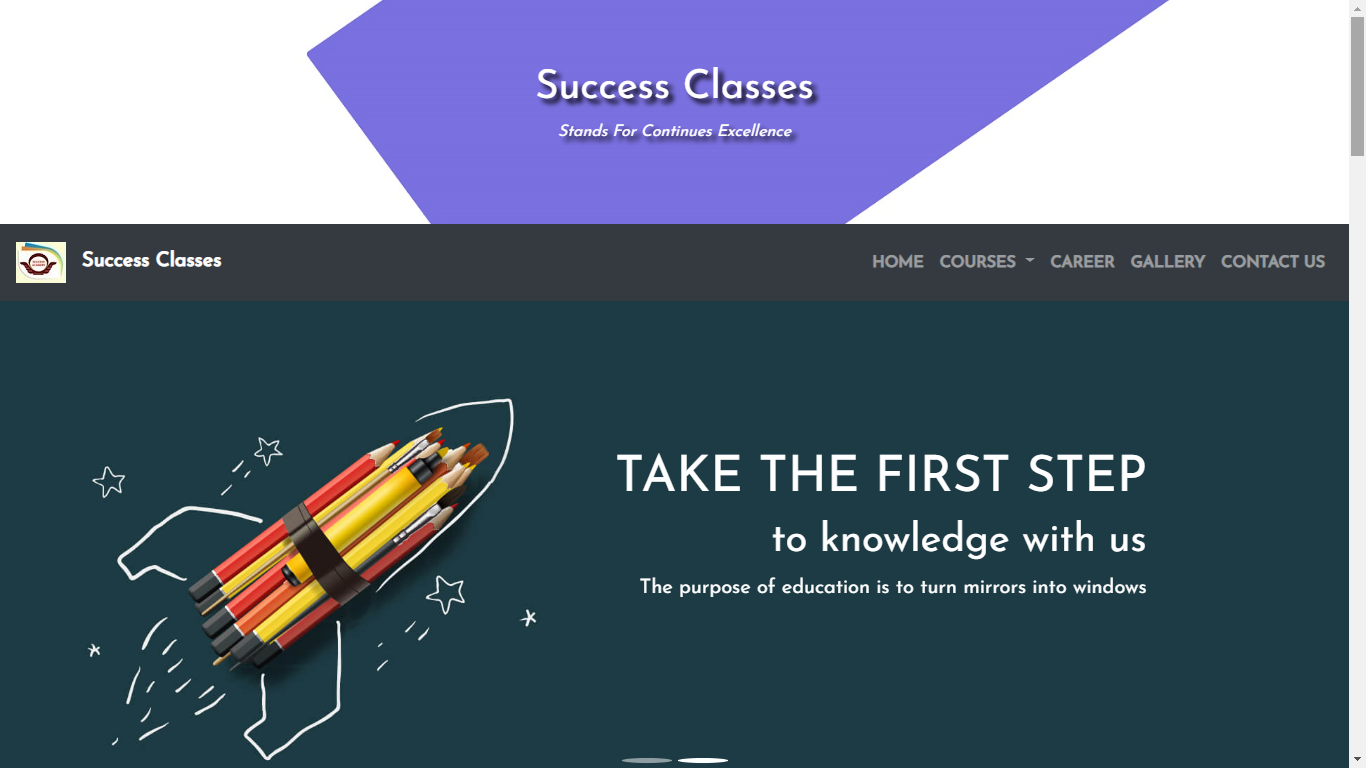 Success Classes
Stands For Continues Excellence
Success Classes
HOME COURSES CAREER GALLERY CONTACT US
TAKE THE FIRST STEP
to knowledge with us
The purpose of education is to turn mirrors into windows